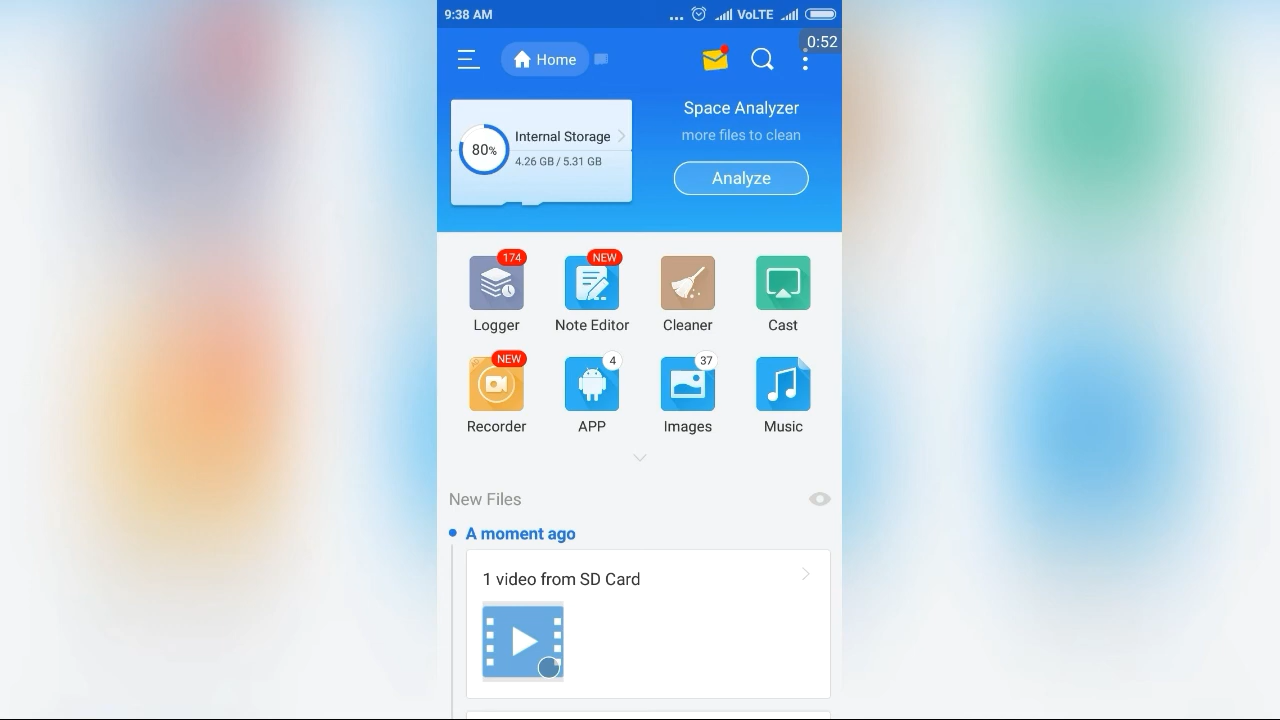 9:38 AM
VoLTE
0:52
Home
Space Analyzer
Internal Storage
80%
4.26 GB / 5.31 GB
more files to clean
Analyze
174
NEW
Logger
Note Editor
Cleaner
Cast
NEW
4
37
Recorder
APP
Images
Music
New Files
A moment ago
1 video from SD Card